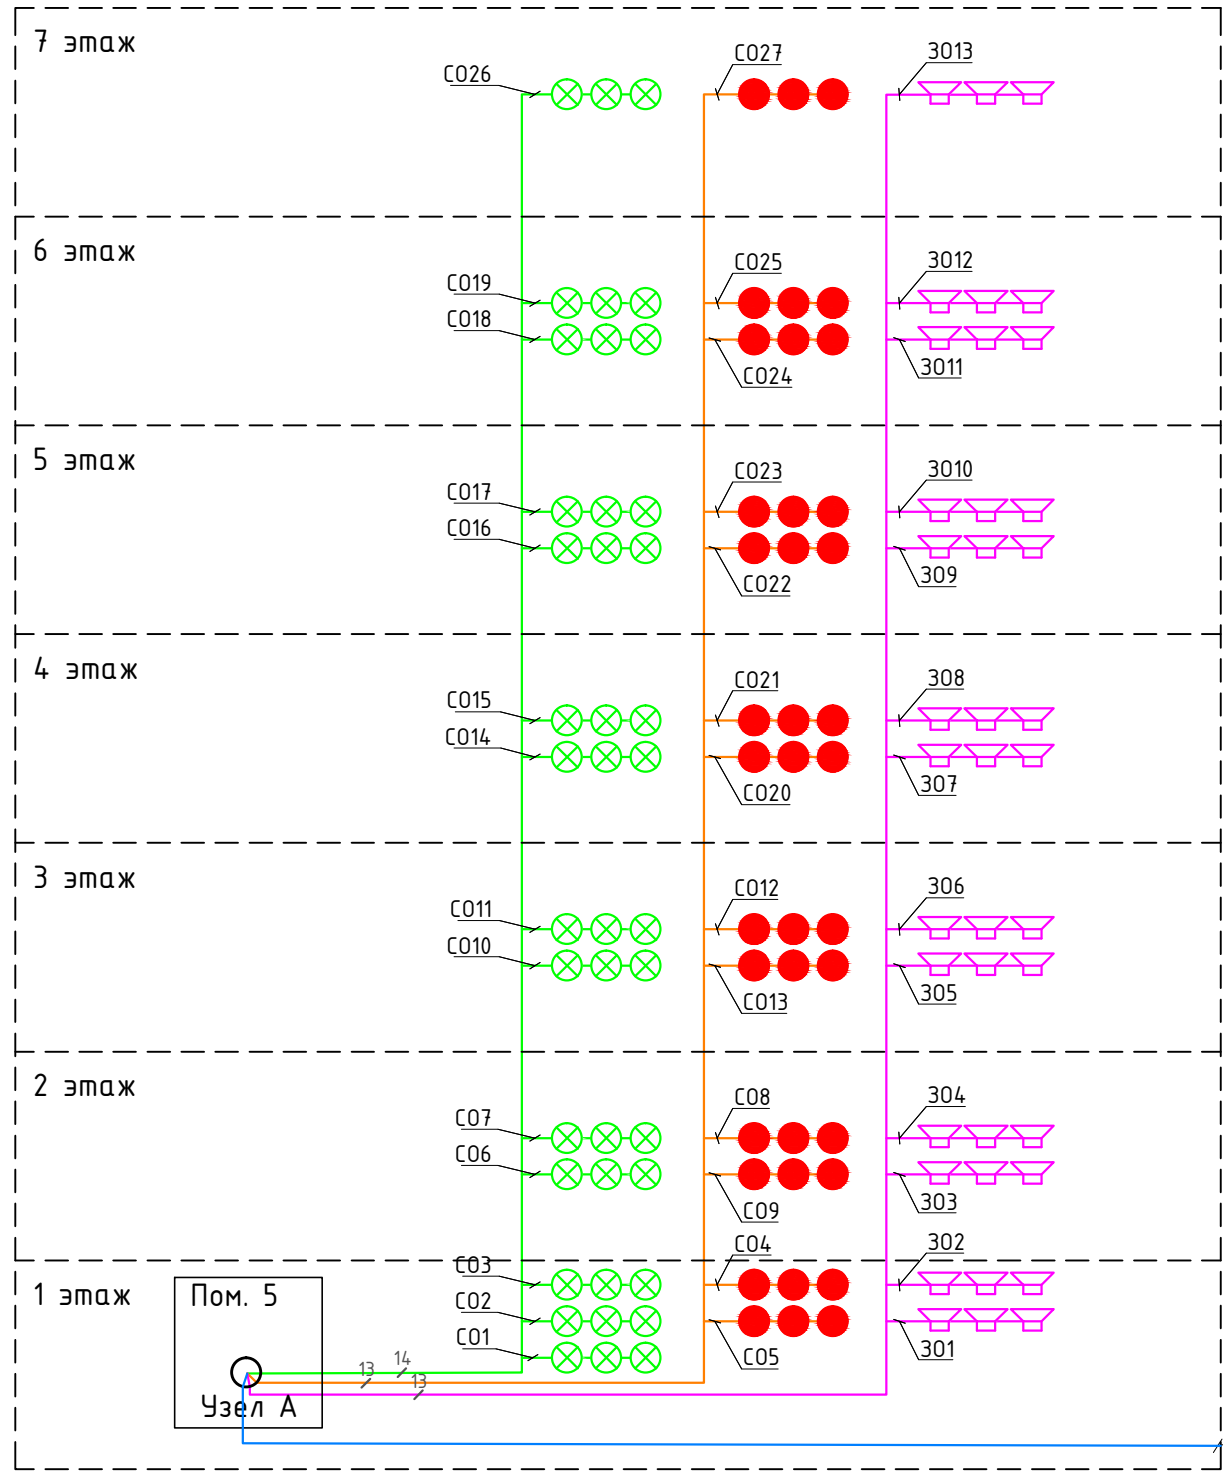 7 этаж
СО26
СО27
ЗО13
6 этаж
СО19
СО25
ЗО12
СО18
СО24
ЗО11
5 этаж
СО17
СО23
ЗО10
СО16
СО22
ЗО9
4 этаж
СО15
СО21
ЗО8
СО14
СО20
ЗО7
3 этаж
СО11
СО12
ЗО6
СО10
СО13
ЗО5
2 этаж
СО7
СО8
ЗО4
СО6
СО9
ЗО3
1 этаж
Пом. 5
СО3
СО4
ЗО2
СО2
СО1
СО5
ЗО1
13
14
13
Узел А